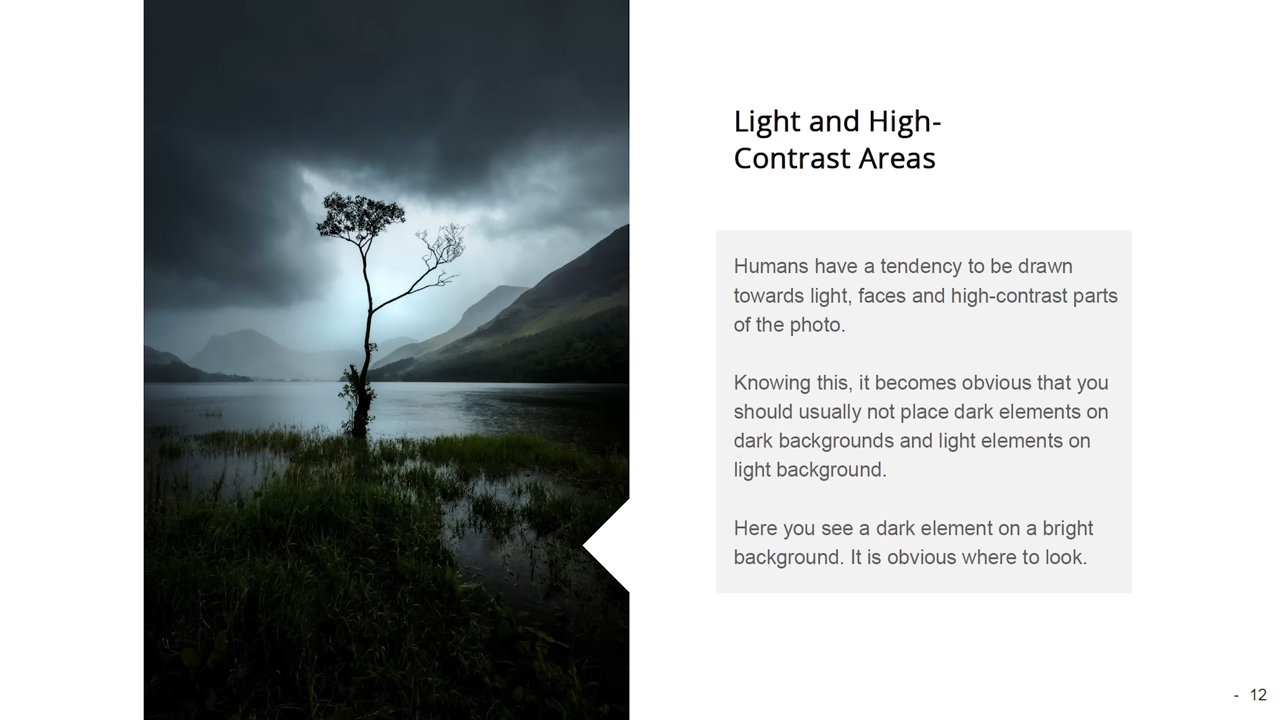 Light and High-
Contrast Areas
Humans have a tendency to be drawn
towards light, faces and high-contrast parts
of the photo.
Knowing this, it becomes obvious that you
should usually not place dark elements on
dark backgrounds and light elements on
light background.
Here you see a dark element on a bright
background. It is obvious where to look.
- 12